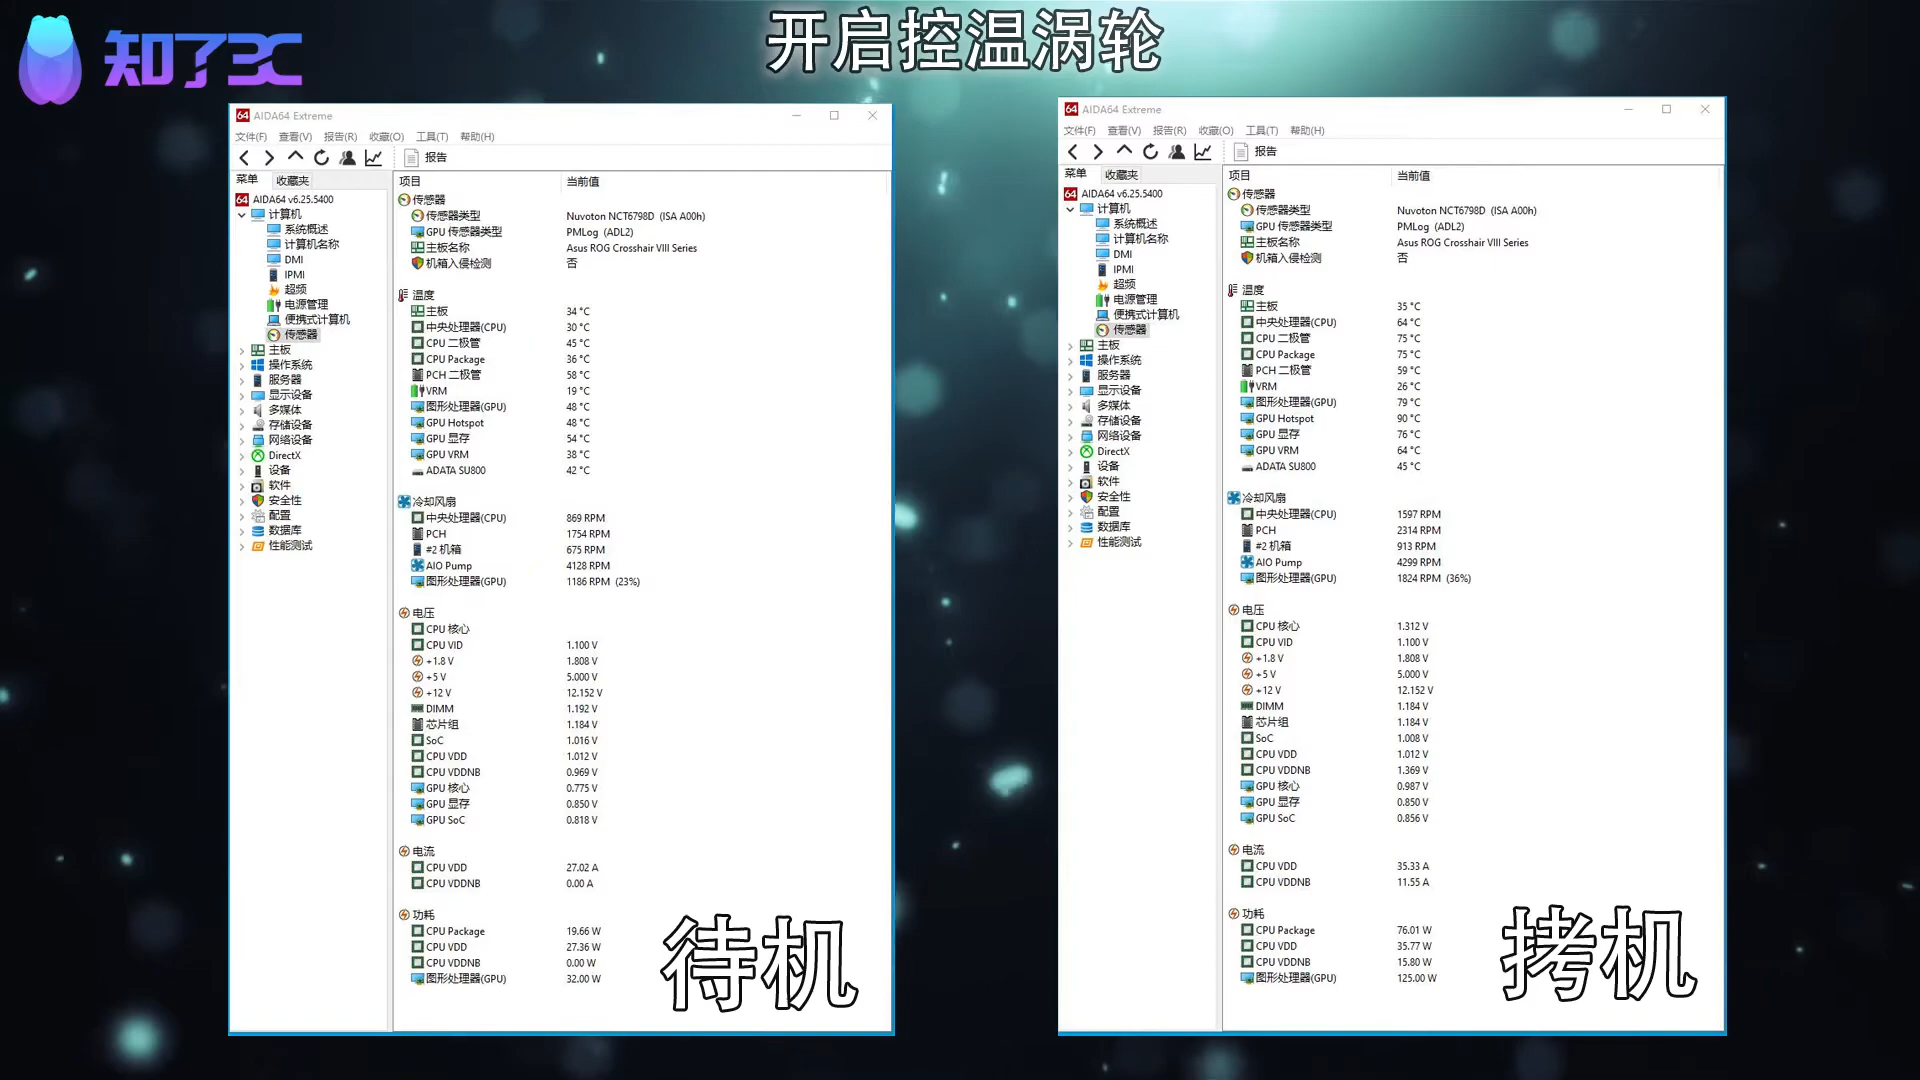 知了3C
开启控温涡轮
64 AIDA64 Extreme
文件(F) 查看(V) 报告(R) 收藏(O) 工具(T) 帮助(H)
报告
菜单 收藏夹
64 AIDA64 v6.25.5400
计算机
系统概述
计算机名称
DMI
IPMI
超频
电源管理
便携式计算机
传感器
主板
操作系统
服务器
显示设备
多媒体
存储设备
网络设备
DirectX
设备
软件
安全性
配置
数据库
性能测试
项目 当前值
传感器
传感器类型 Nuvoton NCT6798D (ISA A00h)
GPU 传感器类型 PMLog (ADL2)
主板名称 Asus ROG Crosshair VIII Series
机箱入侵检测 否
温度
主板 34 °C
中央处理器(CPU) 30 °C
CPU 二极管 45 °C
CPU Package 36 °C
PCH 二极管 58 °C
VRM 19 °C
图形处理器(GPU) 48 °C
GPU Hotspot 48 °C
GPU 显存 54 °C
GPU VRM 38 °C
ADATA SU800 42 °C
冷却风扇
中央处理器(CPU) 869 RPM
PCH 1754 RPM
#2 机箱 675 RPM
AIO Pump 4128 RPM
图形处理器(GPU) 1186 RPM (23%)
电压
CPU 核心
CPU VID 1.100 V
+1.8 V 1.808 V
+5 V 5.000 V
+12 V 12.152 V
DIMM 1.192 V
芯片组 1.184 V
SoC 1.016 V
CPU VDD 1.012 V
CPU VDDNB 0.969 V
GPU 核心 0.775 V
GPU 显存 0.850 V
GPU SoC 0.818 V
电流
CPU VDD 27.02 A
CPU VDDNB 0.00 A
功耗
CPU Package 19.66 W
CPU VDD 27.36 W
CPU VDDNB 0.00 W
图形处理器(GPU) 32.00 W
待机
64 AIDA64 Extreme
文件(F) 查看(V) 报告(R) 收藏(O) 工具(T) 帮助(H)
报告
菜单 收藏夹
64 AIDA64 v6.25.5400
计算机
系统概述
计算机名称
DMI
IPMI
超频
电源管理
便携式计算机
传感器
主板
操作系统
服务器
显示设备
多媒体
存储设备
网络设备
DirectX
设备
软件
安全性
配置
数据库
性能测试
项目 当前值
传感器
传感器类型 Nuvoton NCT6798D (ISA A00h)
GPU 传感器类型 PMLog (ADL2)
主板名称 Asus ROG Crosshair VIII Series
机箱入侵检测 否
温度
主板 35 °C
中央处理器(CPU) 64 °C
CPU 二极管 75 °C
CPU Package 75 °C
PCH 二极管 59 °C
VRM 26 °C
图形处理器(GPU) 79 °C
GPU Hotspot 90 °C
GPU 显存 76 °C
GPU VRM 64 °C
ADATA SU800 45 °C
冷却风扇
中央处理器(CPU) 1597 RPM
PCH 2314 RPM
#2 机箱 913 RPM
AIO Pump 4299 RPM
图形处理器(GPU) 1824 RPM (36%)
电压
CPU 核心 1.312 V
CPU VID 1.100 V
+1.8 V 1.808 V
+5 V 5.000 V
+12 V 12.152 V
DIMM 1.184 V
芯片组 1.184 V
SoC 1.008 V
CPU VDD 1.012 V
CPU VDDNB 1.369 V
GPU 核心 0.987 V
GPU 显存 0.850 V
GPU SoC 0.856 V
电流
CPU VDD 35.33 A
CPU VDDNB 11.55 A
功耗
CPU Package 76.01 W
CPU VDD 35.77 W
CPU VDDNB 15.80 W
图形处理器(GPU) 125.00 W
拷机